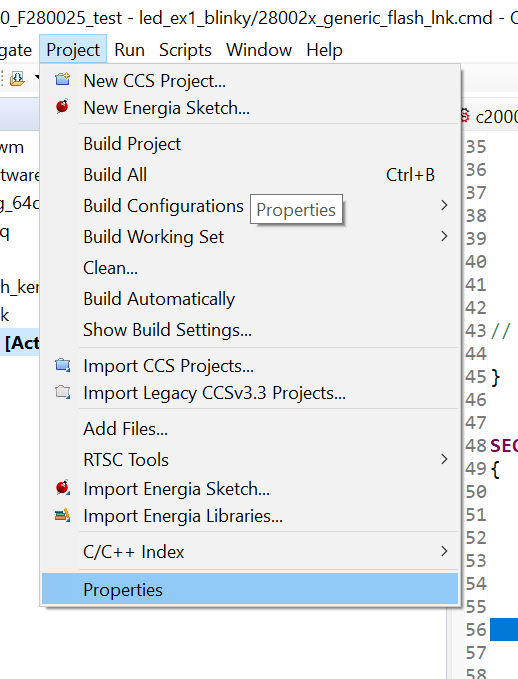 0_F280025_test - led_ex1_blinky/28002x_generic_flash_lnk.cmd - C
gate Project Run Scripts Window Help
New CCS Project...
New Energia Sketch...
Build Project
Build All Ctrl+B
Build Configurations
Properties
Build Working Set
Clean...
Build Automatically
Show Build Settings...
Import CCS Projects...
Import Legacy CCSv3.3 Projects...
Add Files...
RTSC Tools
Import Energia Sketch...
Import Energia Libraries...
C/C++ Index
Properties
wm
tware
g_64c
q
h_ker
k
[Act
c2000
35
36
37
38
39
40
41
42
43 //
44
45 }
46
47
48 SEC
49 {
50
51
52
53
54
55
56
57
58